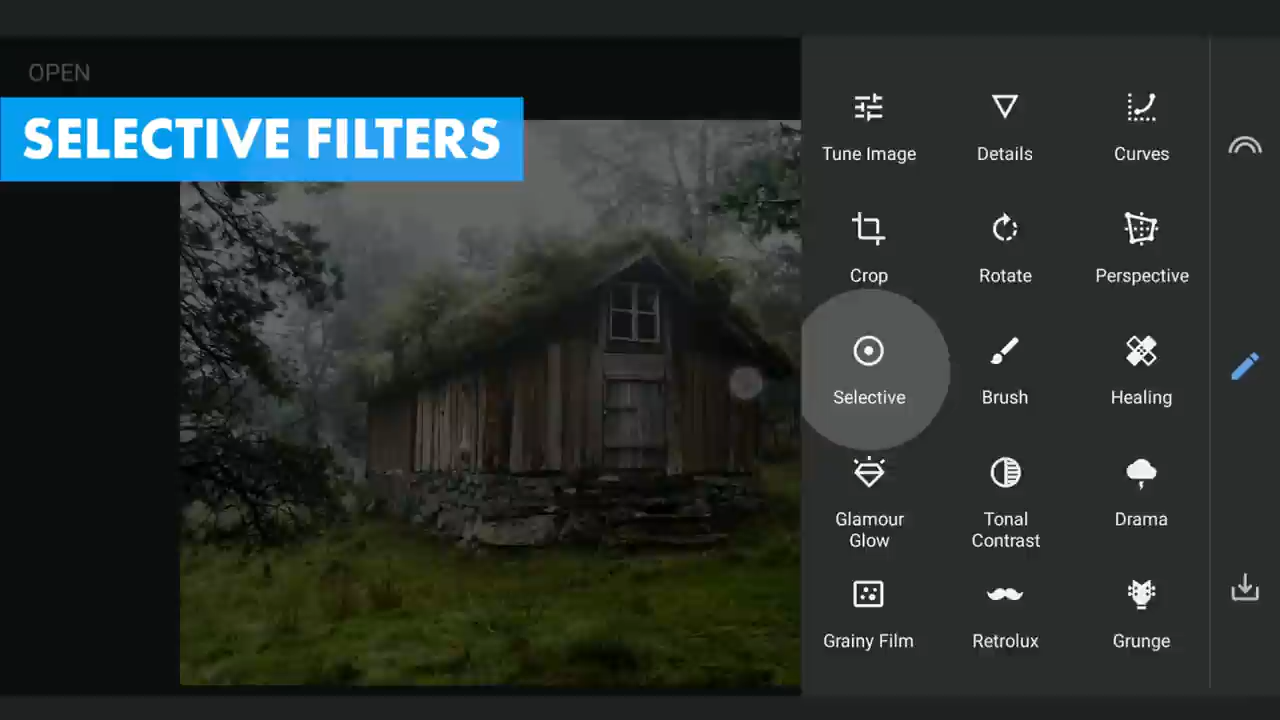 OPEN
SELECTIVE FILTERS
Tune Image
Details
Curves
Crop
Rotate
Perspective
Selective
Brush
Healing
Glamour
Glow
Tonal
Contrast
Drama
Grainy Film
Retrolux
Grunge